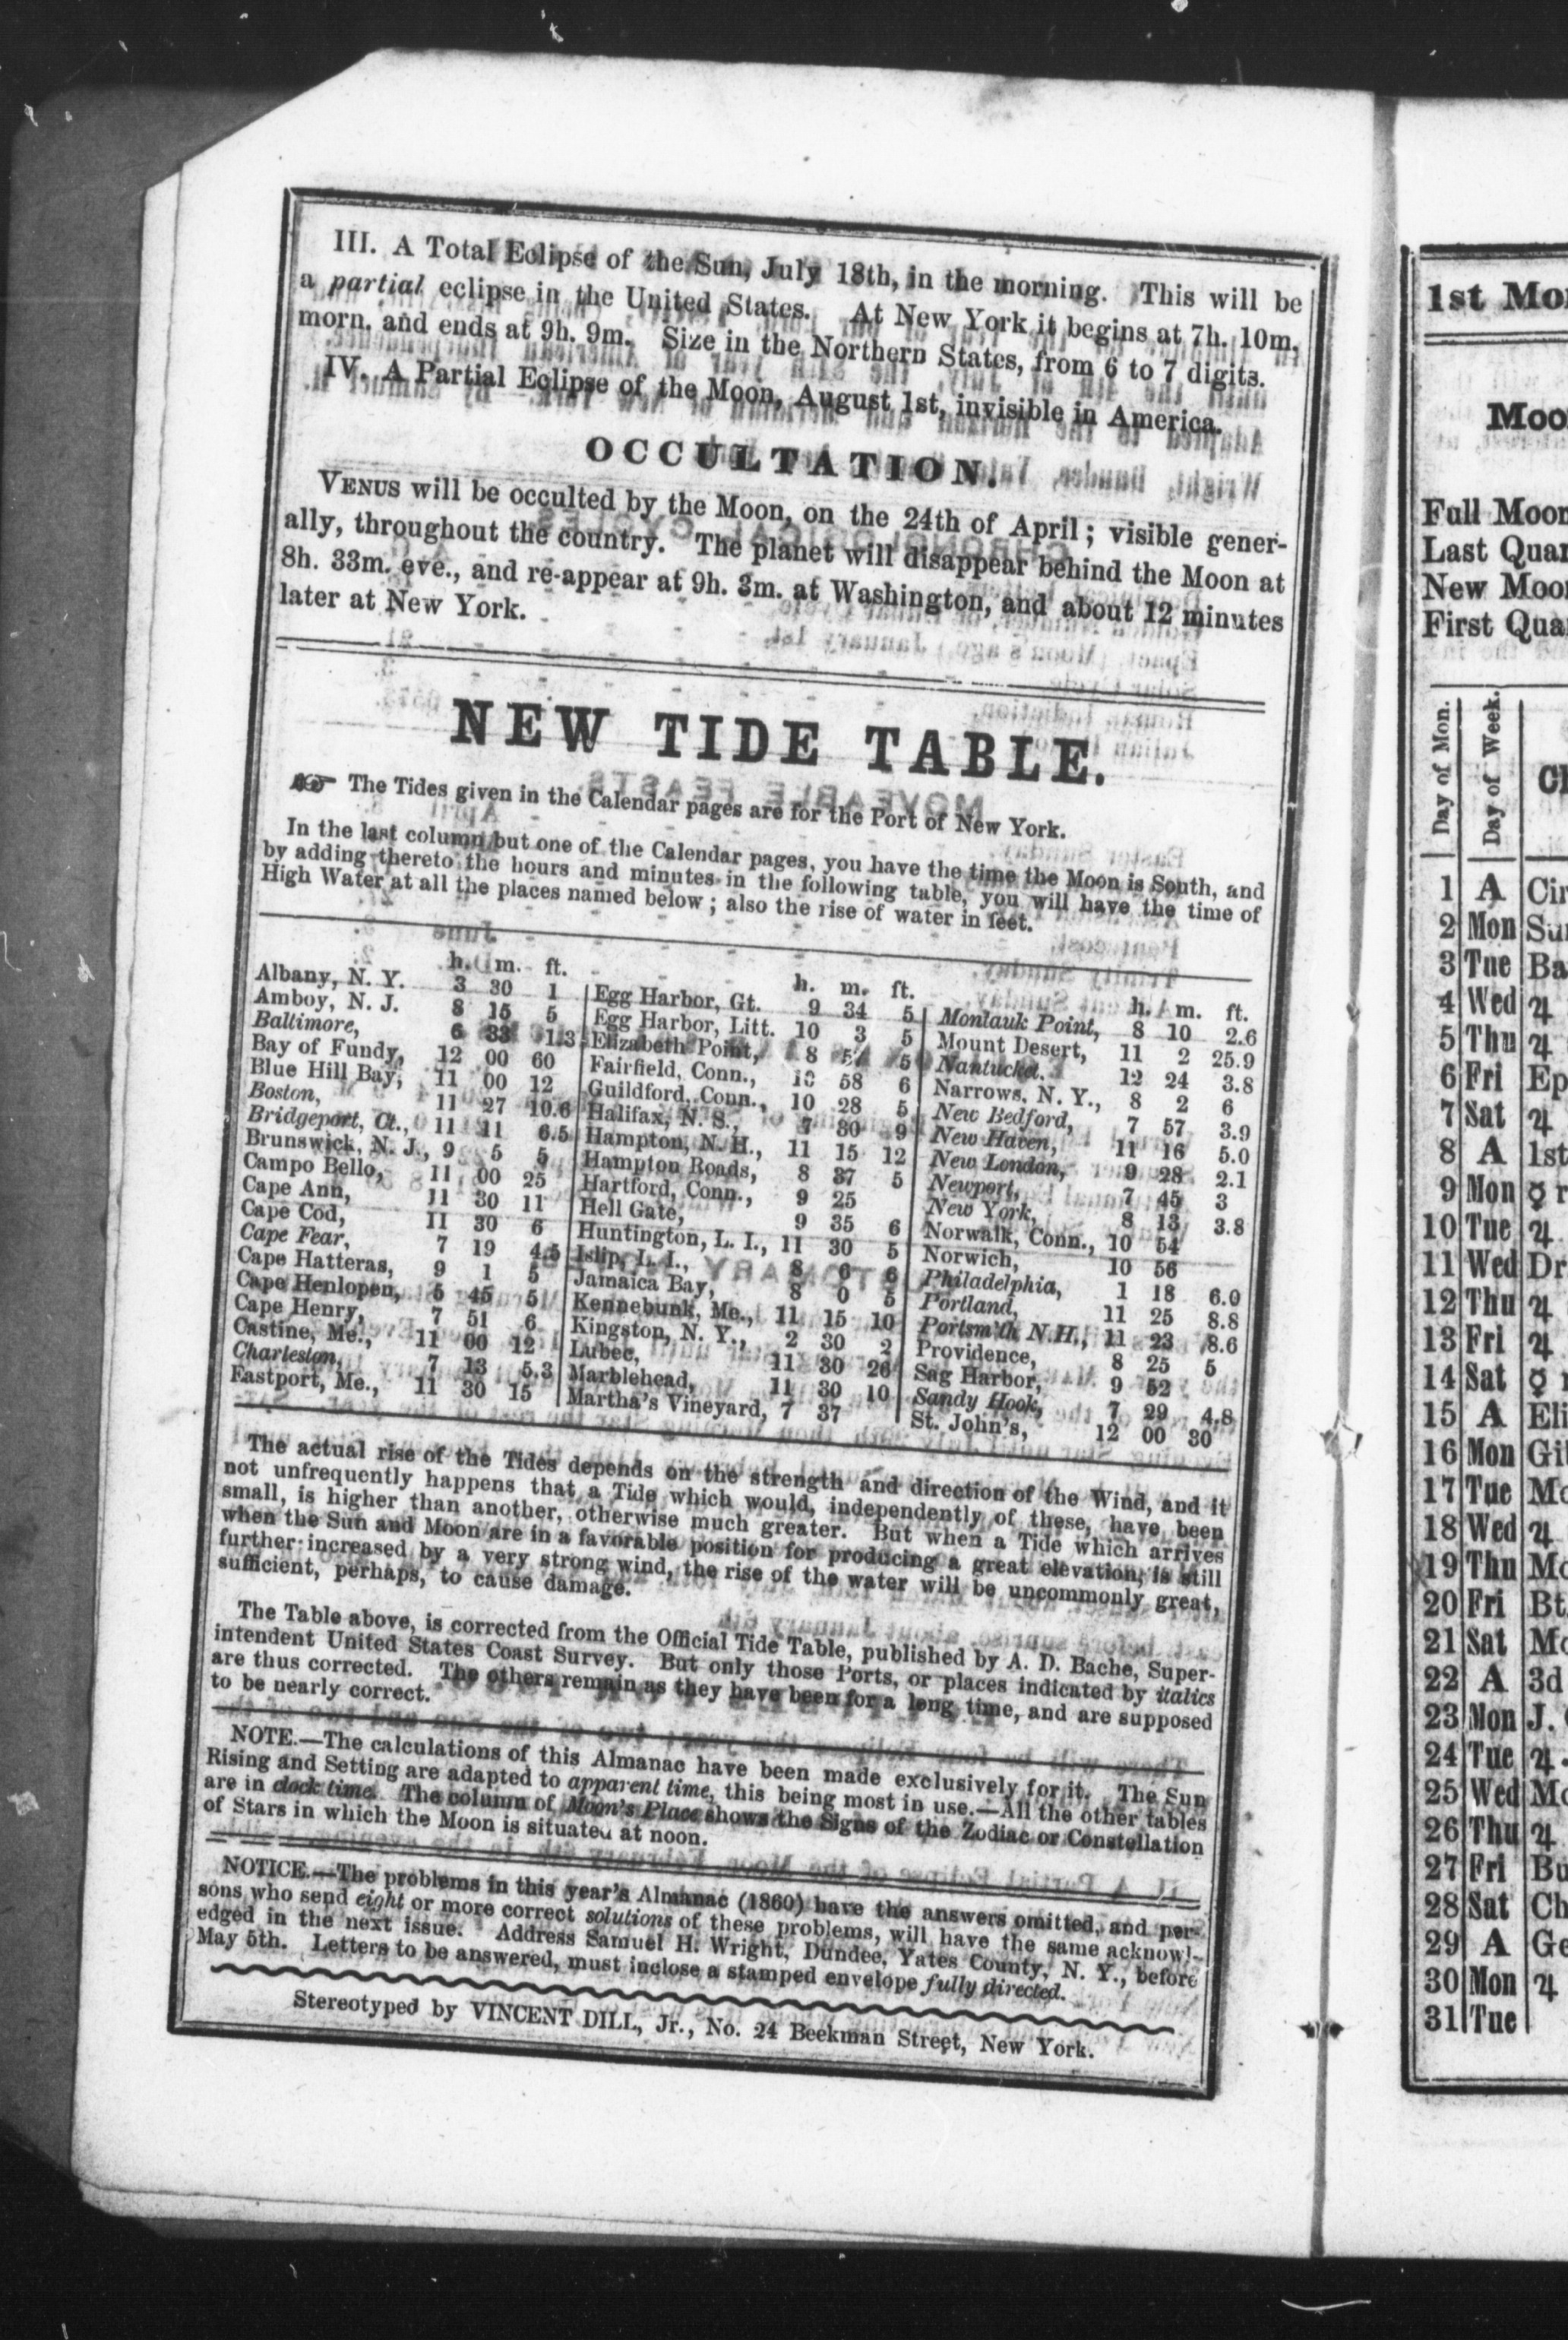 III. A Total Eclipse of the Sun, July 18th, in the morning. This will be
a partial eclipse in the United States. At New York it begins at 7h. 10m.
morn. and ends at 9h. 9m. Size in the Northern States, from 6 to 7 digits.
IV. A Partial Eclipse of the Moon, August 1st, invisible in America.
OCCULTATION.
VENUS will be occulted by the Moon, on the 24th of April; visible gener-
ally, throughout the country. The planet will disappear behind the Moon at
8h. 33m. eve., and re-appear at 9h. 3m. at Washington, and about 12 minutes
later at New York.
NEW TIDE TABLE.
☞ The Tides given in the Calendar pages are for the Port of New York.
In the last column but one of the Calendar pages, you have the time the Moon is South, and
by adding thereto the hours and minutes in the following table, you will have the time of
High Water at all the places named below; also the rise of water in feet.
h. m. ft.
Albany, N. Y. 3 30 1
Amboy, N. J. 8 15 5
Baltimore, 6 33 1.3
Bay of Fundy, 12 00 60
Blue Hill Bay, 11 00 12
Boston, 11 27 10.6
Bridgeport, Ct., 11 11 6.5
Brunswick, N. J., 9 5 5
Campo Bello, 11 00 25
Cape Ann, 11 30 11
Cape Cod, 11 30 6
Cape Fear, 7 19 4.5
Cape Hatteras, 9 1 5
Cape Henlopen, 5 45 5
Cape Henry, 7 51 6
Castine, Me., 11 00 12
Charleston, 7 13 5.3
Eastport, Me., 11 30 15
h. m. ft.
Egg Harbor, Gt. 9 34 5
Egg Harbor, Litt. 10 3 5
Elizabeth Point, 8 5
Fairfield, Conn., 58 6
Guildford, Conn., 10 28 5
Halifax, N. S., 7 30 9
Hampton, N. H., 11 15 12
Hampton Roads, 8 37 5
Hartford, Conn., 9 25
Hell Gate, 9 35 6
Huntington, L. I., 11 30 5
Islip, L. I., 8 6 6
Jamaica Bay, 8 0 5
Kennebunk, Me., 11 15 10
Kingston, N. Y., 2 30 2
Lubec, 11 30 26
Marblehead, 11 30 10
Martha's Vineyard, 7 37
h. m. ft.
Montauk Point, 8 10 2.6
Mount Desert, 11 2 25.9
Nantucket. 12 24 3.8
Narrows, N. Y., 8 2 6
New Bedford, 7 57 3.9
New Haven, 11 16 5.0
New London, 9 28 2.1
Newport, 7 45 3
New York, 8 13 3.8
Norwalk, Conn., 10 54
Norwich, 10 56
Philadelphia, 1 18 6.0
Portland, 11 25 8.8
Portsm'th, N.H., 11 23 8.6
Providence, 8 25 5
Sag Harbor, 9 52
Sandy Hook, 7 29 4.8
St. John's, 12 00 30
The actual rise of the Tides depends on the strength and direction of the Wind, and it
not unfrequently happens that a Tide which would, independently of these, have been
small, is higher than another, otherwise much greater. But when a Tide which arrives
when the Sun and Moon are in a favorable position for producing a great elevation, is still
further increased by a very strong wind, the rise of the water will be uncommonly great,
sufficient, perhaps, to cause damage.
The Table above, is corrected from the Official Tide Table, published by A. D. Bache, Super-
intendent United States Coast Survey. But only those Ports, or places indicated by italics
are thus corrected. The others remain as they have been for a long time, and are supposed
to be nearly correct.
NOTE.—The calculations of this Almanac have been made exclusively for it. The Sun
Rising and Setting are adapted to apparent time, this being most in use.—All the other tables
are in clock time. The column of Moon's Place shows the Signs of the Zodiac or Constellation
of Stars in which the Moon is situated at noon.
NOTICE.—The problems in this year's Almanac (1860) have the answers omitted, and per-
sons who send eight or more correct solutions of these problems, will have the same acknowl-
edged in the next issue. Address Samuel H. Wright, Dundee, Yates County, N. Y., before
May 5th. Letters to be answered, must inclose a stamped envelope fully directed.
Stereotyped by VINCENT DILL, Jr., No. 24 Beekman Street, New York.
1st Mo
Moo
Full Moon
Last Quar
New Moon
First Qua
Day of Mon.
Day of Week.
Cl
1 A Cir
2 Mon Su
3 Tue Ba
4 Wed ♃
5 Thu ♃
6 Fri Ep
7 Sat ♃
8 A 1st
9 Mon ☿ r
10 Tue ♃
11 Wed Dr
12 Thu ♃
13 Fri ♃
14 Sat
15 A Eli
16 Mon Gil
17 Tue Mo
18 Wed ♃
19 Thu Mo
20 Fri Bt
21 Sat Mo
22 A 3d
23 Mon J.
24 Tue ♃
25 Wed Mo
26 Thu ♃
27 Fri Bu
28 Sat Ch
29 A Ge
30 Mon ♃
31 Tue